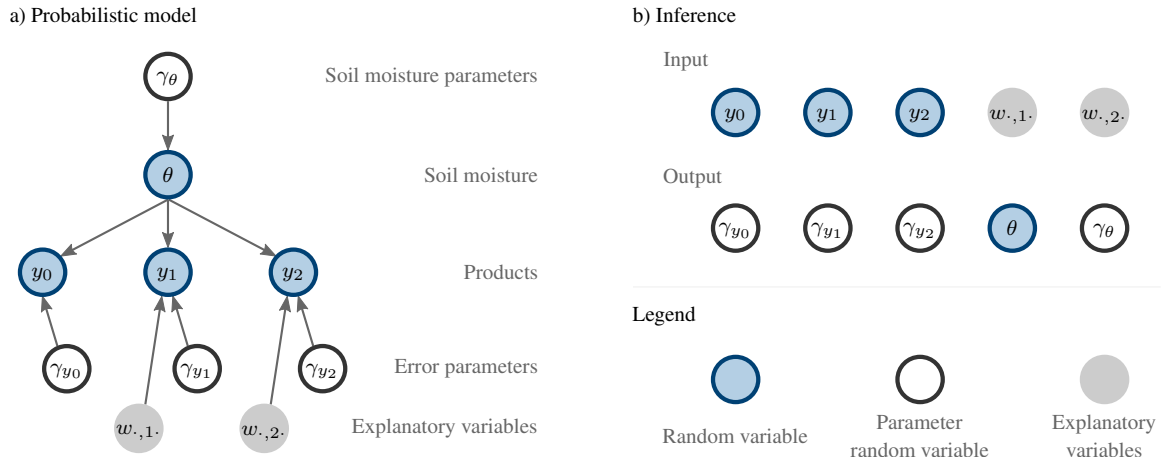 a) Probabilistic model
γθ
Soil moisture parameters
θ
Soil moisture
y0
y1
y2
Products
γy0
γy1
γy2
Error parameters
w·,1·
w·,2·
Explanatory variables
b) Inference
Input
y0
y1
y2
w·,1·
w·,2·
Output
γy0
γy1
γy2
θ
γθ
Legend
Random variable
Parameter
random variable
Explanatory
variables